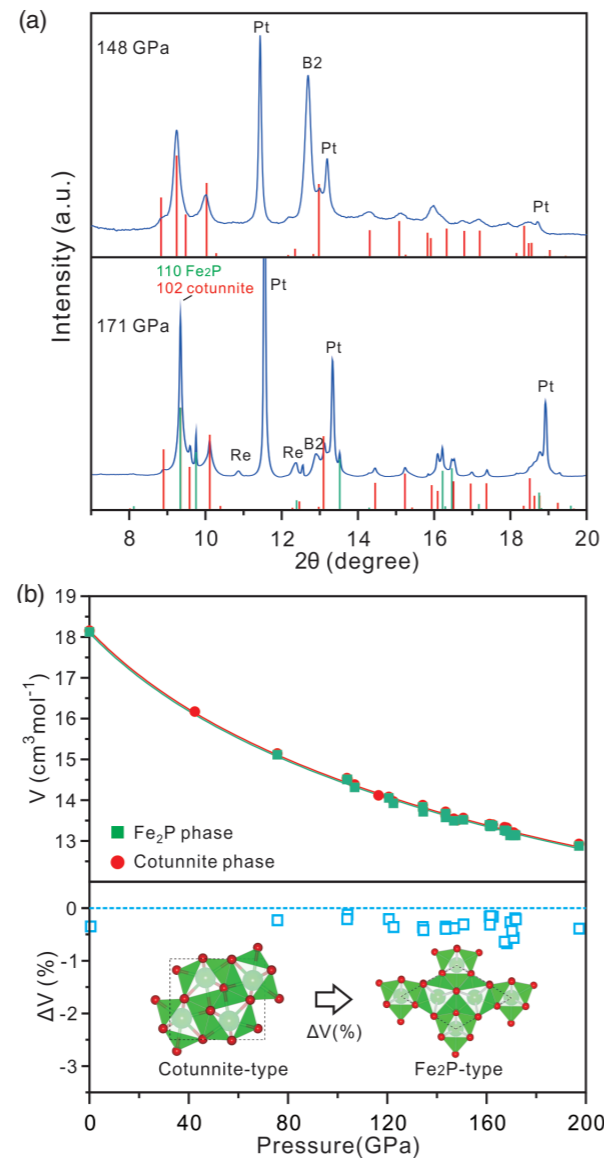 (a)
148 GPa
Pt
B2
Pt
Pt
Intensity (a.u.)
110 Fe2P
102 cotunnite
171 GPa
Pt
Pt
Pt
Re
Re
B2
8 10 12 14 16 18 20
2θ (degree)
(b)
19
18
17
16
15
14
13
V (cm³mol⁻¹)
Fe₂P phase
Cotunnite phase
0
-1
-2
-3
ΔV (%)
ΔV(%)
Cotunnite-type
Fe2P-type
0 40 80 120 160 200
Pressure(GPa)